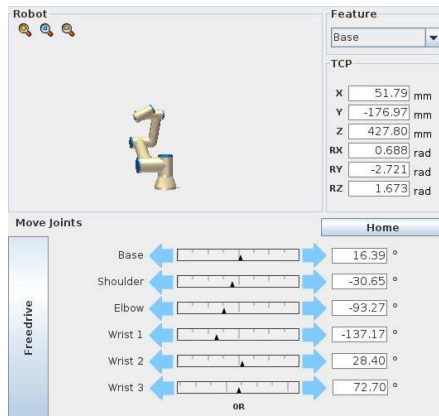 Robot
Feature
Base
TCP
X 51.79 mm
Y -176.97 mm
Z 427.80 mm
RX 0.688 rad
RY -2.721 rad
RZ 1.673 rad
Move Joints
Home
Freedrive
Base 16.39 °
Shoulder -30.65 °
Elbow -93.27 °
Wrist 1 -137.17 °
Wrist 2 28.40 °
Wrist 3 72.70 °
OR